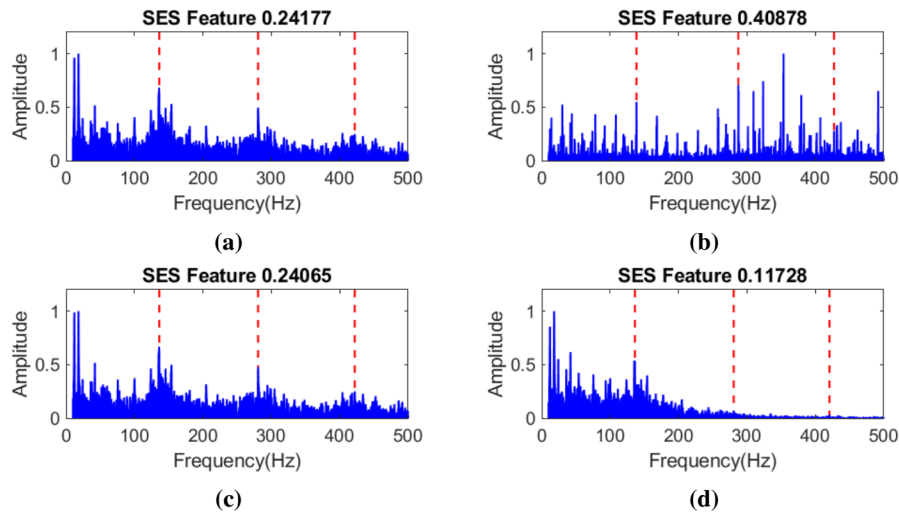 SES Feature 0.24177
Amplitude
1
0.5
0
0 100 200 300 400 500
Frequency(Hz)
(a)
SES Feature 0.40878
Amplitude
1
0.5
0
0 100 200 300 400 500
Frequency(Hz)
(b)
SES Feature 0.24065
Amplitude
1
0.5
0
0 100 200 300 400 500
Frequency(Hz)
(c)
SES Feature 0.11728
Amplitude
1
0.5
0
0 100 200 300 400 500
Frequency(Hz)
(d)